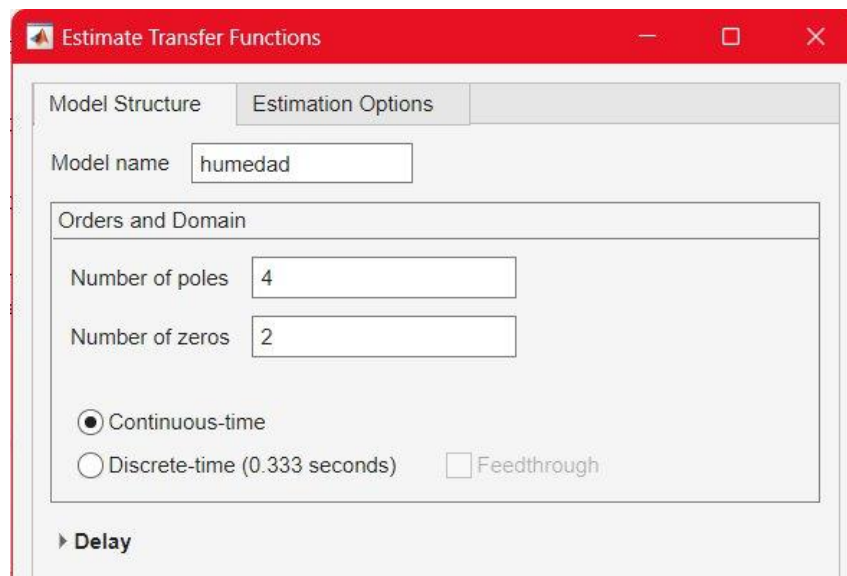 Estimate Transfer Functions
Model Structure Estimation Options
Model name humedad
Orders and Domain
Number of poles 4
Number of zeros 2
Continuous-time
Discrete-time (0.333 seconds) Feedthrough
Delay